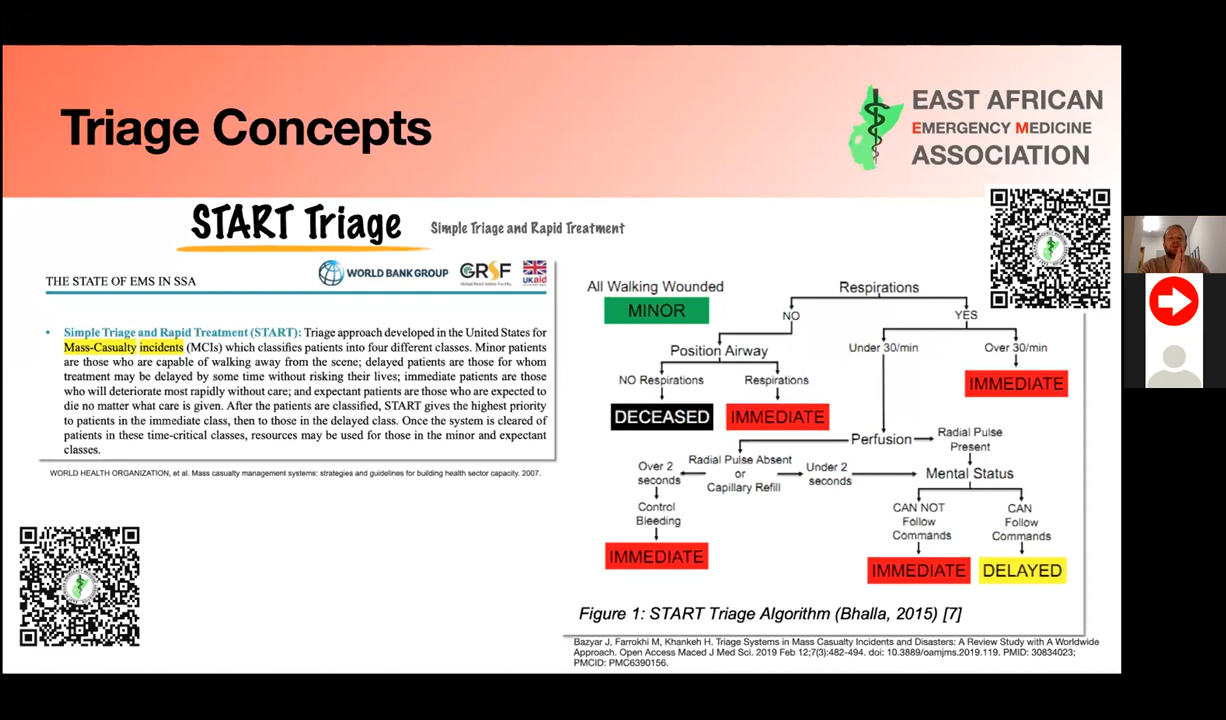 Triage Concepts
EAST AFRICAN
EMERGENCY MEDICINE
ASSOCIATION
START Triage
Simple Triage and Rapid Treatment
THE STATE OF EMS IN SSA
WORLD BANK GROUP
GRSF
Global Road Safety Facility
UKaid
• Simple Triage and Rapid Treatment (START): Triage approach developed in the United States for
Mass-Casualty incidents (MCIs) which classifies patients into four different classes. Minor patients
are those who are capable of walking away from the scene; delayed patients are those for whom
treatment may be delayed by some time without risking their lives; immediate patients are those
who will deteriorate most rapidly without care; and expectant patients are those who are expected to
die no matter what care is given. After the patients are classified, START gives the highest priority
to patients in the immediate class, then to those in the delayed class. Once the system is cleared of
patients in these time-critical classes, resources may be used for those in the minor and expectant
classes.
WORLD HEALTH ORGANIZATION, et al. Mass casualty management systems: strategies and guidelines for building health sector capacity. 2007.
All Walking Wounded
MINOR
Respirations
NO
YES
Position Airway
Under 30/min
Over 30/min
NO Respirations
Respirations
IMMEDIATE
DECEASED
IMMEDIATE
Perfusion
Radial Pulse
Present
Radial Pulse Absent
or
Capillary Refill
Over 2
seconds
Under 2
seconds
Mental Status
Control
Bleeding
CAN NOT
Follow
Commands
CAN
Follow
Commands
IMMEDIATE
IMMEDIATE
DELAYED
Figure 1: START Triage Algorithm (Bhalla, 2015) [7]
Bazyar J, Farrokhi M, Khankeh H. Triage Systems in Mass Casualty Incidents and Disasters: A Review Study with A Worldwide
Approach. Open Access Maced J Med Sci. 2019 Feb 12;7(3):482-494. doi: 10.3889/oamjms.2019.119. PMID: 30834023;
PMCID: PMC6390156.